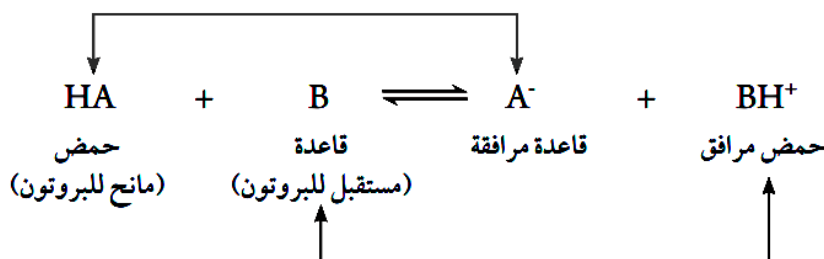 HA + B ⇌ A⁻ + BH⁺
حمض قاعدة قاعدة مرافقة حمض مرافق
(مانح للبروتون) (مستقبل للبروتون)